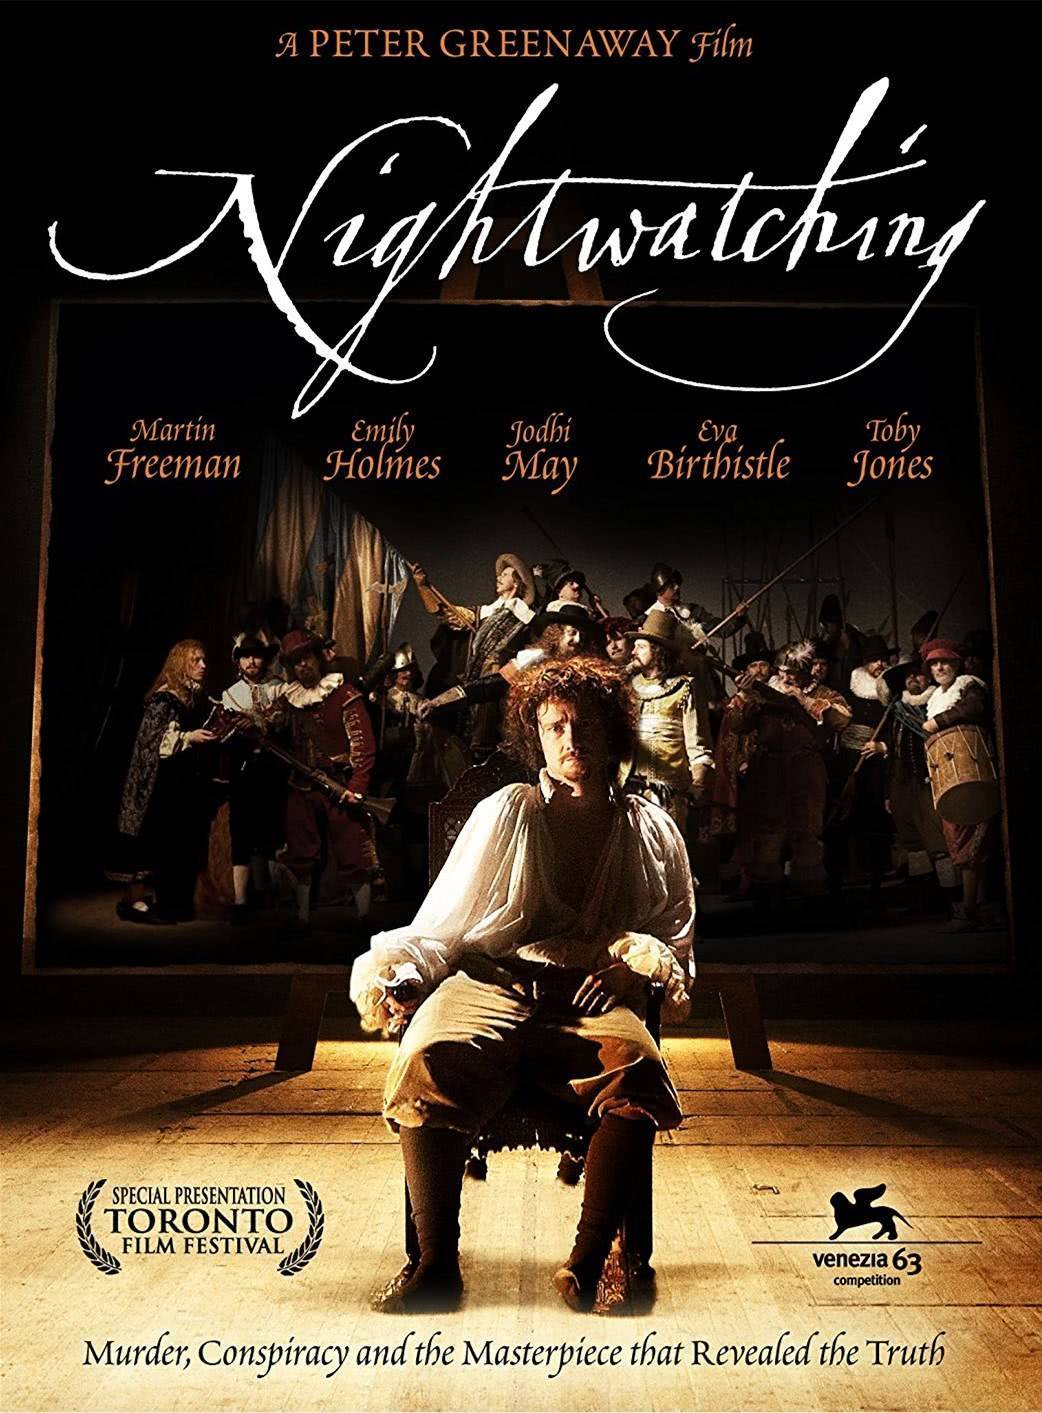 A PETER GREENAWAY Film
Nightwatching
Martin Freeman
Emily Holmes
Jodhi May
Eva Birthistle
Toby Jones
SPECIAL PRESENTATION
TORONTO
FILM FESTIVAL
venezia 63
competition
Murder, Conspiracy and the Masterpiece that Revealed the Truth